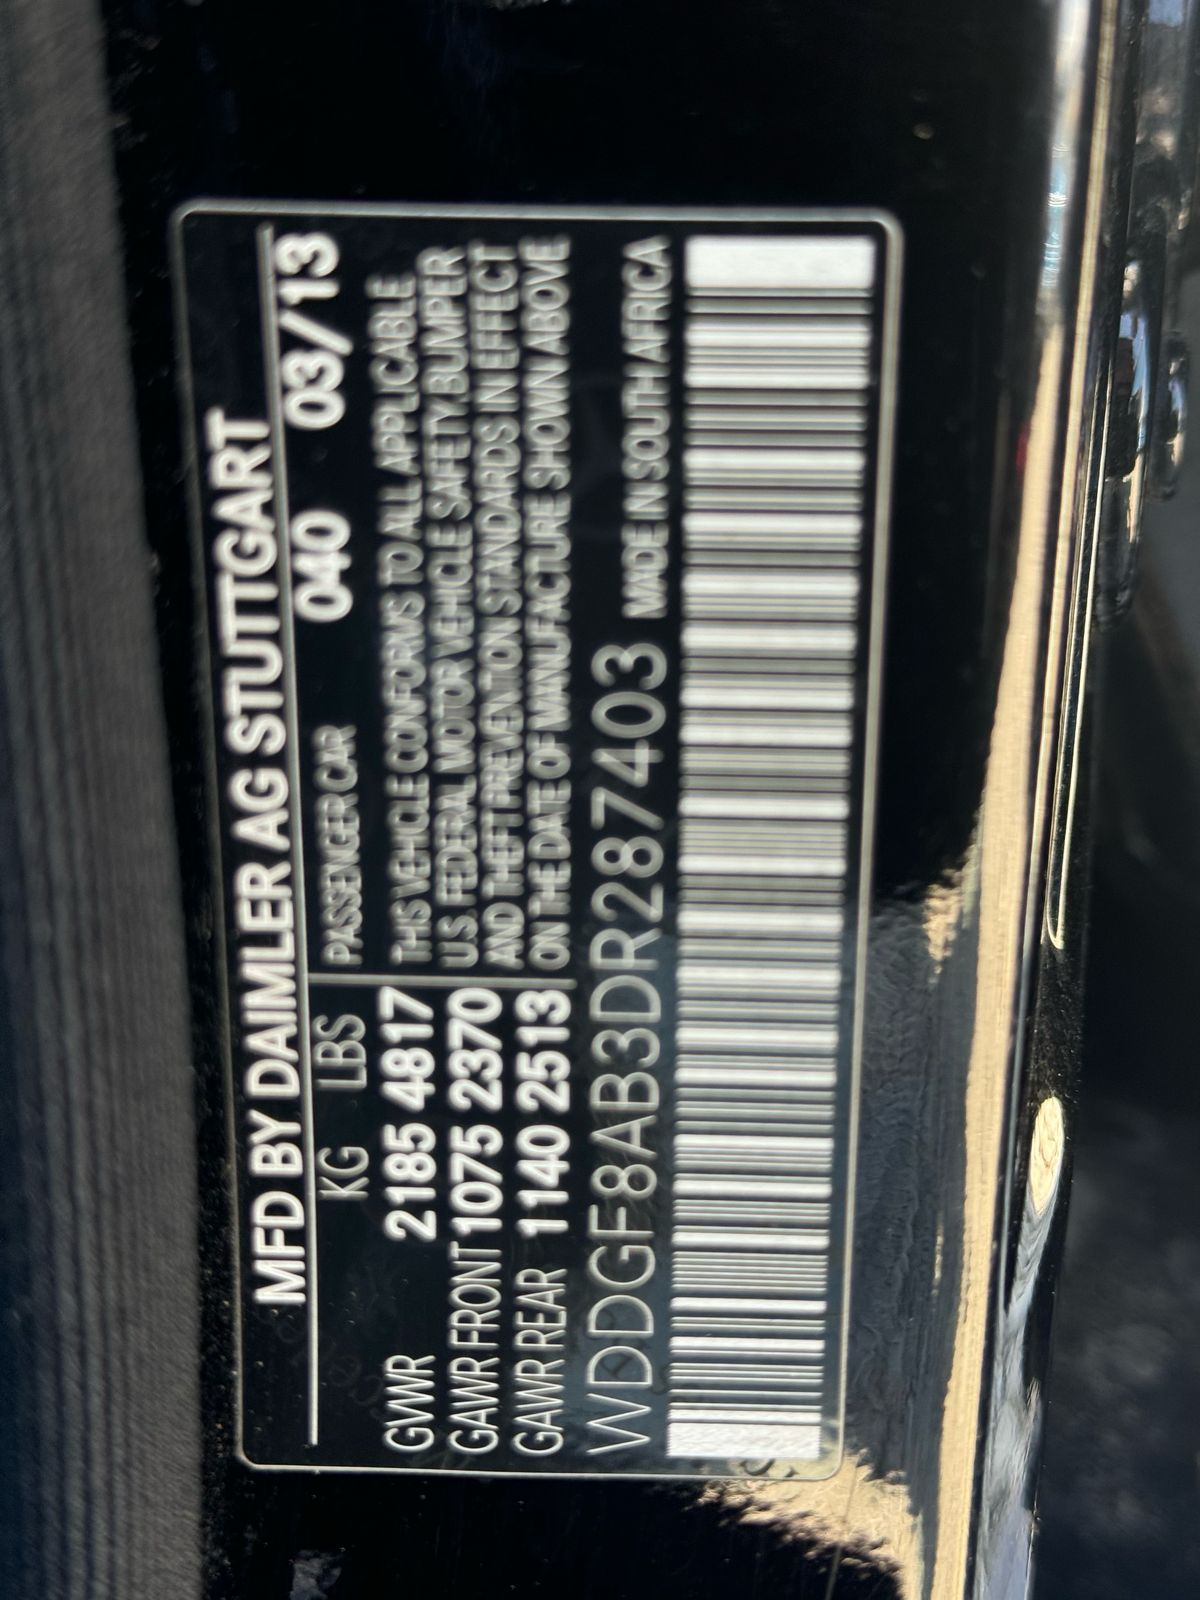 MFD BY DAIMLER AG STUTTGART
KG LBS PASSENGER CAR 040 03/13
GVWR 2185 4817
GAWR FRONT 1075 2370
GAWR REAR 1140 2513
THIS VEHICLE CONFORMS TO ALL APPLICABLE
U.S. FEDERAL MOTOR VEHICLE SAFETY, BUMPER
AND THEFT PREVENTION STANDARDS IN EFFECT
ON THE DATE OF MANUFACTURE SHOWN ABOVE
WDDGF8AB3DR287403 MADE IN SOUTH AFRICA